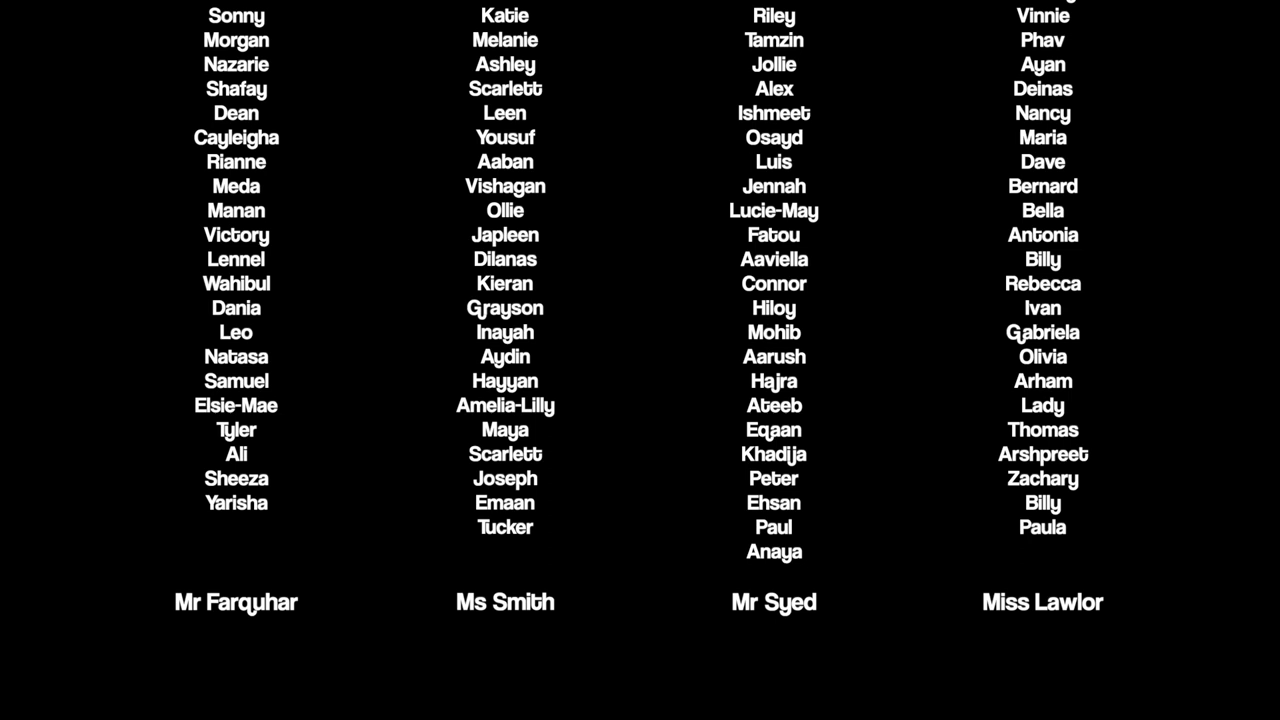 Sonny
Morgan
Nazarie
Shafay
Dean
Cayleigha
Rianne
Meda
Manan
Victory
Lennel
Wahibul
Dania
Leo
Natasa
Samuel
Elsie-Mae
Tyler
Ali
Sheeza
Yarisha
Mr Farquhar
Katie
Melanie
Ashley
Scarlett
Leen
Yousuf
Aaban
Vishagan
Ollie
Japleen
Dilanas
Kieran
Grayson
Inayah
Aydin
Hayyan
Amelia-Lilly
Maya
Scarlett
Joseph
Emaan
Tucker
Ms Smith
Riley
Tamzin
Jollie
Alex
Ishmeet
Osayd
Luis
Jennah
Lucie-May
Fatou
Aaviella
Connor
Hiloy
Mohib
Aarush
Hajra
Ateeb
Eqaan
Khadija
Peter
Ehsan
Paul
Anaya
Mr Syed
Vinnie
Phav
Ayan
Deinas
Nancy
Maria
Dave
Bernard
Bella
Antonia
Billy
Rebecca
Ivan
Gabriela
Olivia
Arham
Lady
Thomas
Arshpreet
Zachary
Billy
Paula
Miss Lawlor